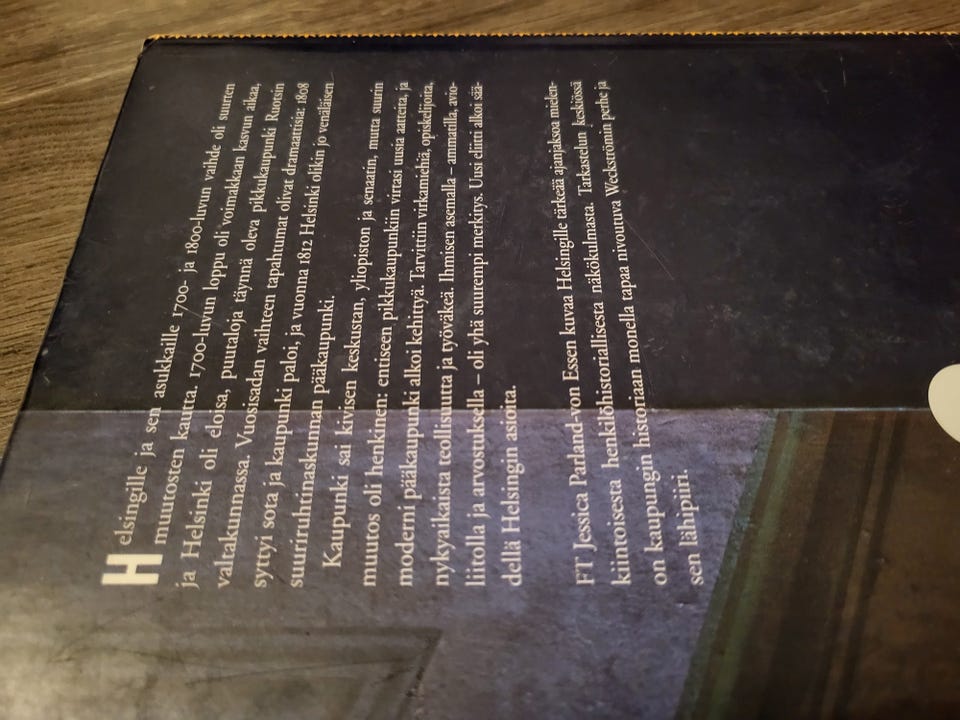 Helsingille ja sen asukkaille 1700- ja 1800-luvun vaihde oli suurten
muutosten kautta. 1700-luvun loppu oli voimakkaan kasvun aikaa,
ja Helsinki oli eloisa, puutaloja täynnä oleva pikkukaupunki Ruotsin
valtakunnassa. Vuosisadan vaihteen tapahtumat olivat dramaattisia: 1808
syttyi sota ja kaupunki paloi, ja vuonna 1812 Helsinki olikin jo venäläisen
suuriruhtinaskunnan pääkaupunki.
Kaupunki sai kivisen keskustan, yliopiston ja senaatin, mutta suurin
muutos oli henkinen: entiseen pikkukaupunkiin virtasi uusia aatteita, ja
moderni pääkaupunki alkoi kehittyä. Tarvittiin virkamiehiä, opiskelijoita,
nykyaikaista teollisuutta ja työväkeä. Ihmisen asemalla – ammatilla, avio-
liitolla ja arvostuksella – oli yhä suurempi merkitys. Uusi eliitti alkoi sää-
dellä Helsingin asioita.
FT Jessica Parland-von Essen kuvaa Helsingille tärkeää ajanjaksoa mielen-
kiintoisesta henkilöhistoriallisesta näkökulmasta. Tarkastelun keskiössä
on kaupungin historiaan monella tapaa nivoutuva Weckströmin perhe ja
sen lähipiiri.